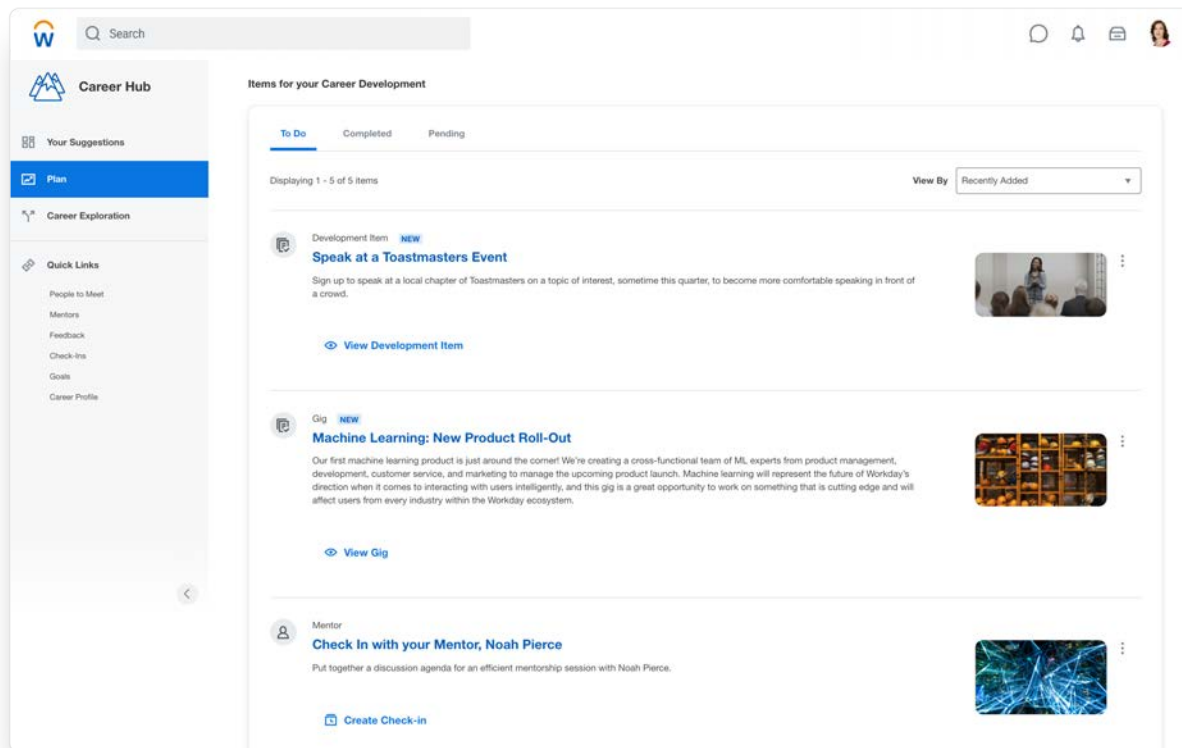 Search
Career Hub
Your Suggestions
Plan
Career Exploration
Quick Links
People to Meet
Mentors
Feedback
Check-Ins
Goals
Career Profile
Items for your Career Development
To Do Completed Pending
Displaying 1 - 5 of 5 items
View By Recently Added
Development Item NEW
Speak at a Toastmasters Event
Sign up to speak at a local chapter of Toastmasters on a topic of interest, sometime this quarter, to become more comfortable speaking in front of
a crowd.
View Development Item
Gig NEW
Machine Learning: New Product Roll-Out
Our first machine learning product is just around the corner! We're creating a cross-functional team of ML experts from product management,
development, customer service, and marketing to manage the upcoming product launch. Machine learning will represent the future of Workday's
direction when it comes to interacting with users intelligently, and this gig is a great opportunity to work on something that is cutting edge and will
affect users from every industry within the Workday ecosystem.
View Gig
Mentor
Check In with your Mentor, Noah Pierce
Put together a discussion agenda for an efficient mentorship session with Noah Pierce.
Create Check-in